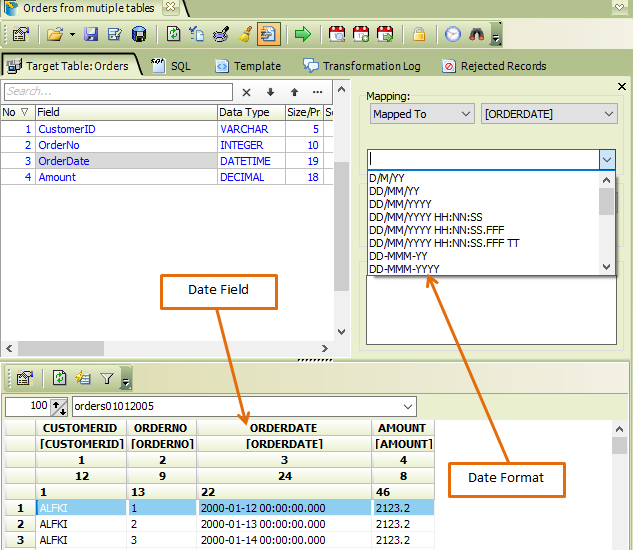 Orders from mutiple tables
Target Table: Orders
SQL
Template
Transformation Log
Rejected Records
Search...
No Field Data Type Size/Pr
1 CustomerID VARCHAR 5
2 OrderNo INTEGER 10
3 OrderDate DATETIME 19
4 Amount DECIMAL 18
Mapping:
Mapped To [ORDERDATE]
D/M/YY
DD/MM/YY
DD/MM/YYYY
DD/MM/YYYY HH:NN:SS
DD/MM/YYYY HH:NN:SS.FFF
DD/MM/YYYY HH:NN:SS.FFF TT
DD-MMM-YY
DD-MMM-YYYY
Date Field
100 orders01012005
CUSTOMERID ORDERNO ORDERDATE AMOUNT
[CUSTOMERID] [ORDERNO] [ORDERDATE] [AMOUNT]
1 2 3 4
12 9 24 8
1 13 22 46
1 ALFKI 1 2000-01-12 00:00:00.000 2123.2
2 ALFKI 2 2000-01-13 00:00:00.000 2123.2
3 ALFKI 3 2000-01-14 00:00:00.000 2123.2
Date Format